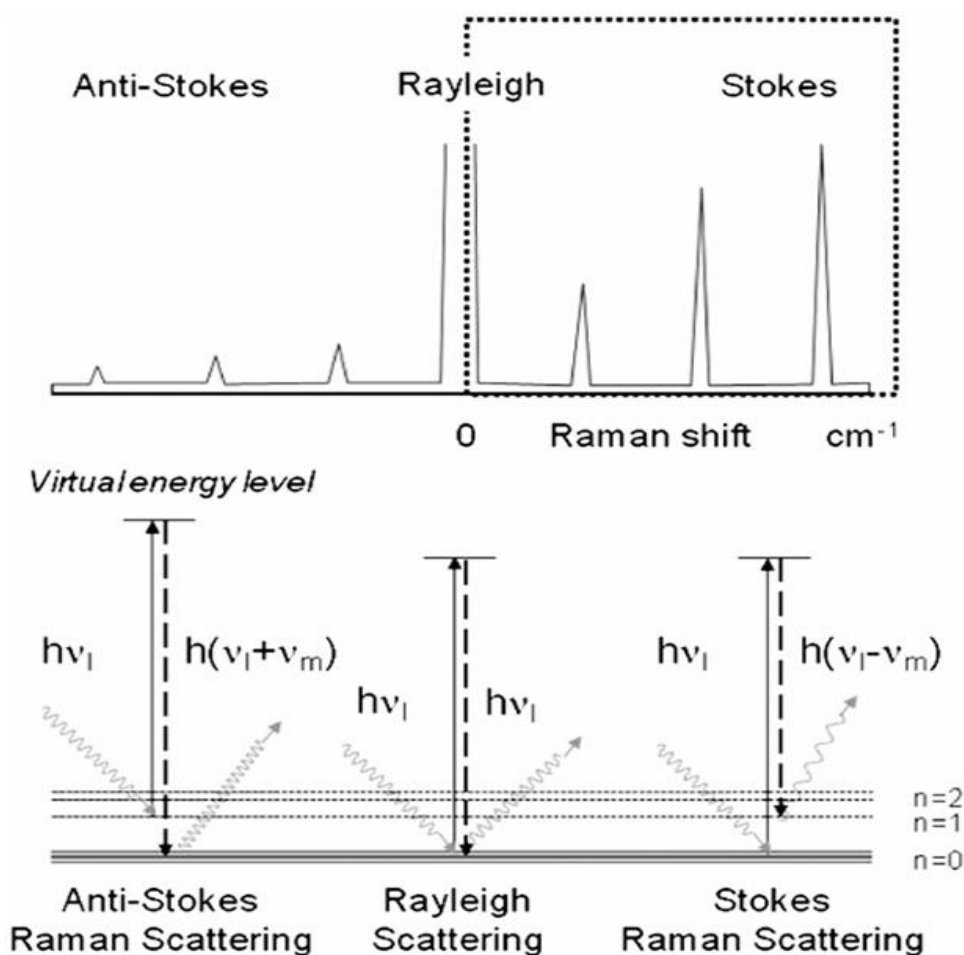 Anti-Stokes Rayleigh Stokes
0 Raman shift cm⁻¹
Virtual energy level
hνₗ h(νₗ+νₘ) hνₗ hνₗ hνₗ h(νₗ-νₘ)
n=2
n=1
n=0
Anti-Stokes Rayleigh Stokes
Raman Scattering Scattering Raman Scattering